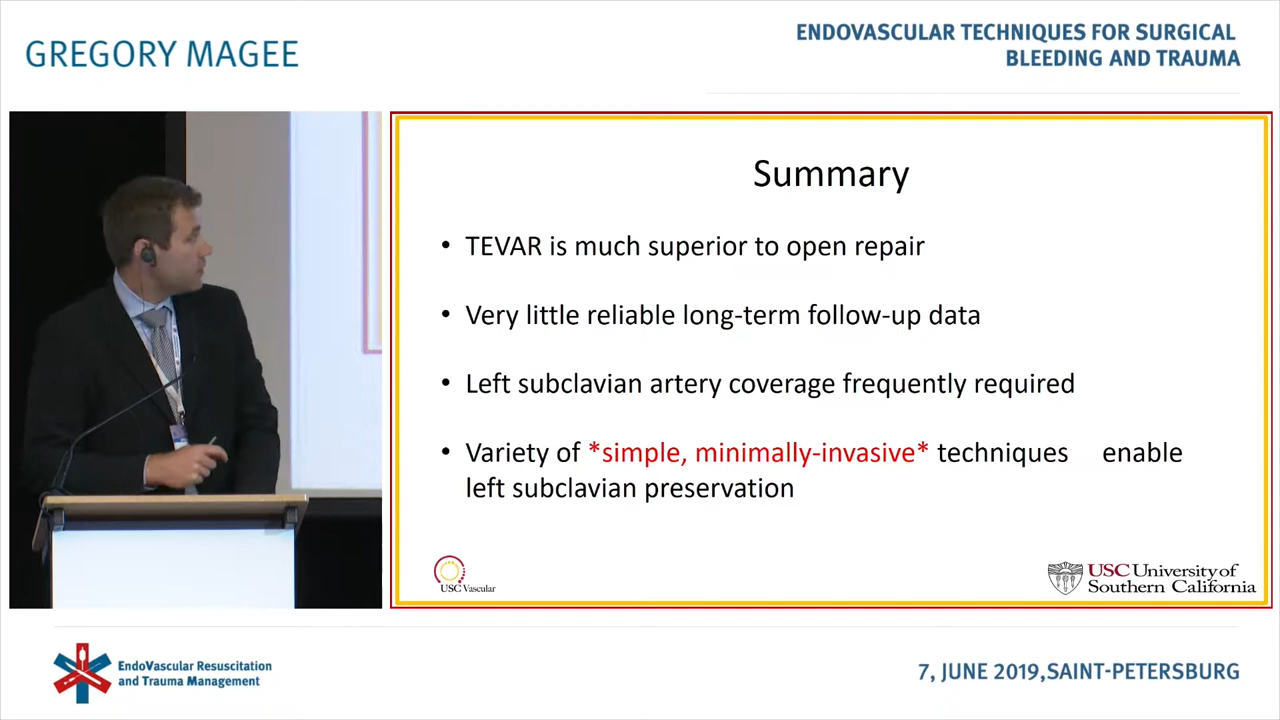 GREGORY MAGEE
ENDOVASCULAR TECHNIQUES FOR SURGICAL
BLEEDING AND TRAUMA
Summary
• TEVAR is much superior to open repair
• Very little reliable long-term follow-up data
• Left subclavian artery coverage frequently required
• Variety of *simple, minimally-invasive* techniques enable
left subclavian preservation
USC Vascular
USC University of
Southern California
EndoVascular Resuscitation
and Trauma Management
7, JUNE 2019,SAINT-PETERSBURG